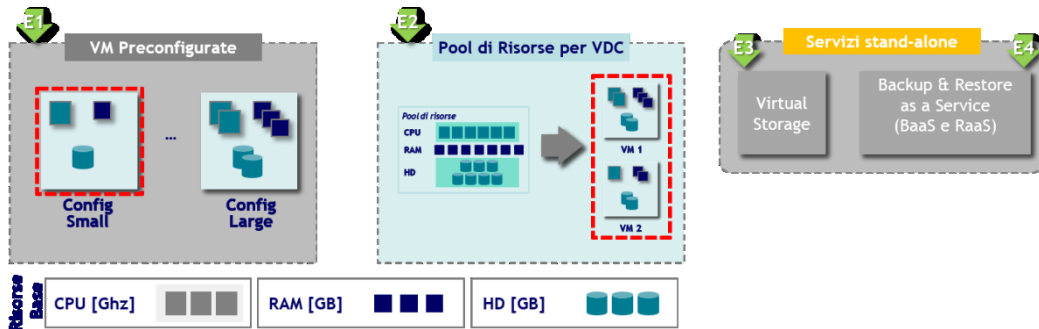 E1
VM Preconfigurate
...
Config
Small
Config
Large
E2
Pool di Risorse per VDC
Pool di risorse
CPU
RAM
HD
VM 1
VM 2
Servizi stand-alone
E3
E4
Virtual
Storage
Backup & Restore
as a Service
(BaaS e RaaS)
Risorse
Base
CPU [Ghz]
RAM [GB]
HD [GB]